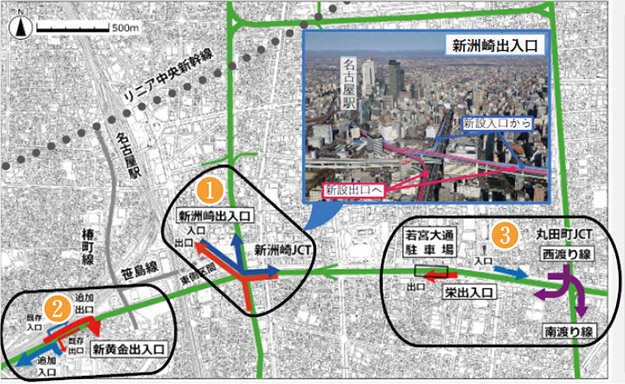 500m
リニア中央新幹線
名古屋駅
椿町線
笹島線
東側区間
新洲崎出入口
名古屋駅
新設入口から
新設出口へ
1
新洲崎出入口
入口
出口
新洲崎JCT
2
追加
出口
既存
入口
既存
出口
追加
入口
新黄金出入口
3
若宮大通
駐車場
出口
入口
栄出入口
丸田町JCT
西渡り線
南渡り線